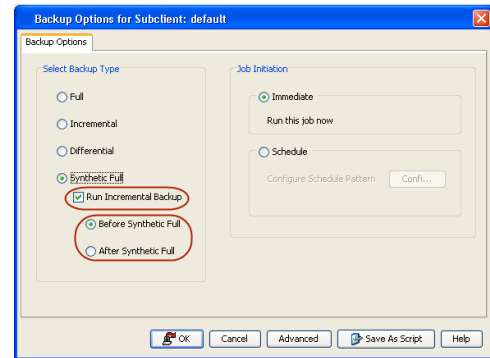 Backup Options for Subclient: default
Backup Options
Select Backup Type
Full
Incremental
Differential
Synthetic Full
Run Incremental Backup
Before Synthetic Full
After Synthetic Full
Job Initiation
Immediate
Run this job now
Schedule
Configure Schedule Pattern
Confi...
OK
Cancel
Advanced
Save As Script
Help